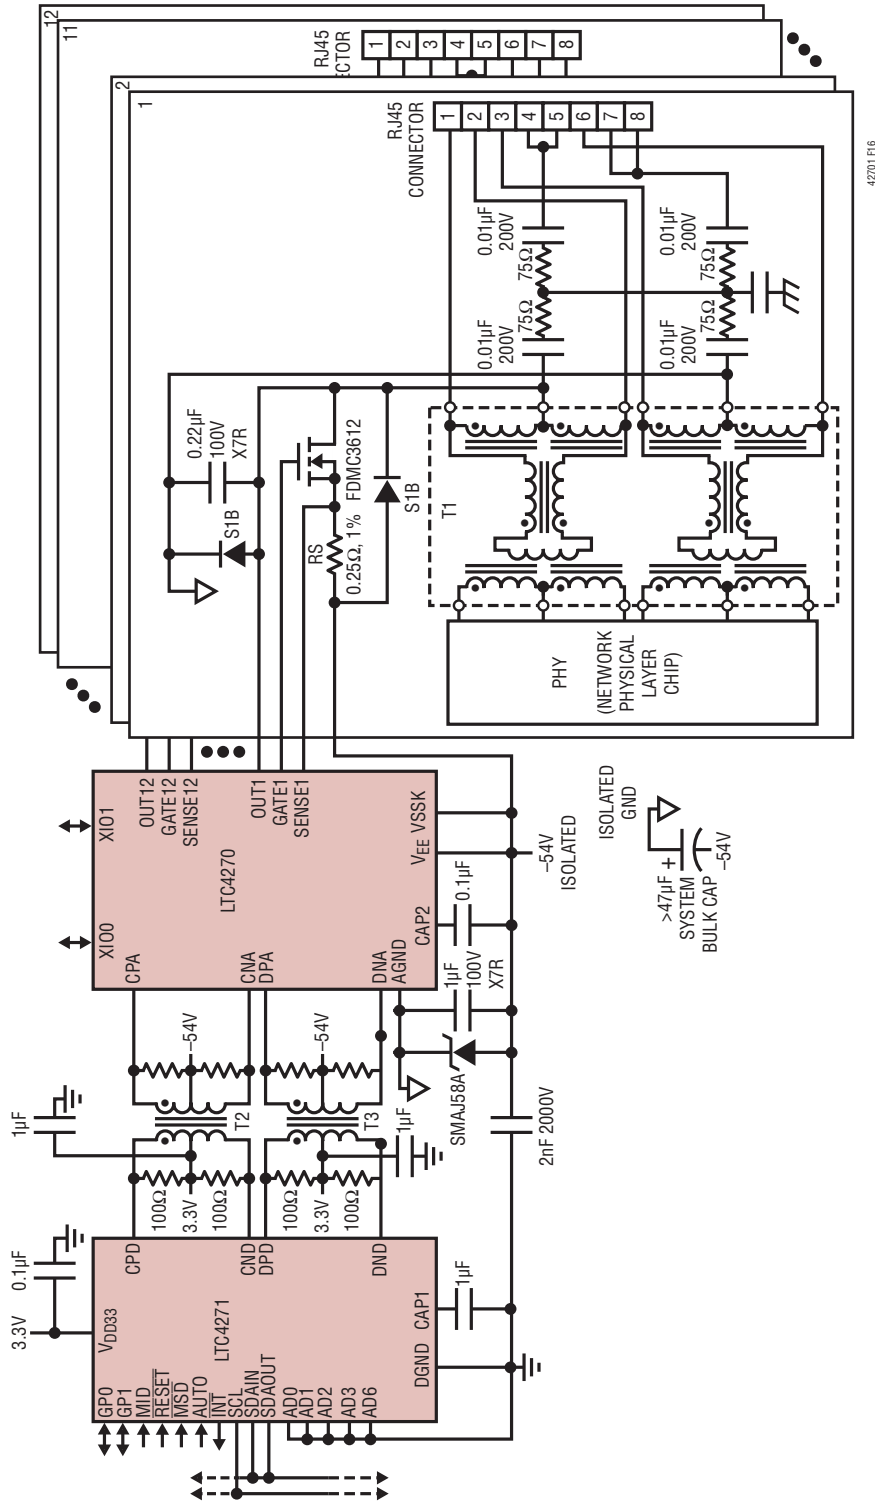 12
11
RJ45
ECTOR
1
2
3
4
5
6
7
8
2
1
RJ45
CONNECTOR
1
2
3
4
5
6
7
8
0.01µF
200V
75Ω
0.01µF
200V
75Ω
0.01µF
200V
75Ω
0.01µF
200V
75Ω
0.22µF
100V
X7R
S1B
FDMC3612
S1B
RS
0.25Ω, 1%
T1
PHY
(NETWORK
PHYSICAL
LAYER
CHIP)
XIO1
XIO0
OUT12
GATE12
SENSE12
OUT1
GATE1
SENSE1
LTC4270
CPA
CNA
DPA
DNA
AGND
CAP2
VEE
VSSK
0.1µF
–54V
ISOLATED
ISOLATED
GND
>47µF
+
SYSTEM
BULK CAP
–54V
1µF
100V
X7R
SMAJ58A
2nF 2000V
–54V
–54V
1µF
T2
T3
1µF
100Ω
3.3V
100Ω
100Ω
3.3V
100Ω
0.1µF
3.3V
VDD33
CPD
CND
DPD
DND
LTC4271
DGND
CAP1
1µF
GP0
GP1
MID
RESET
MSD
AUTO
INT
SCL
SDAIN
SDAOUT
AD0
AD1
AD2
AD3
AD6
42701 F16